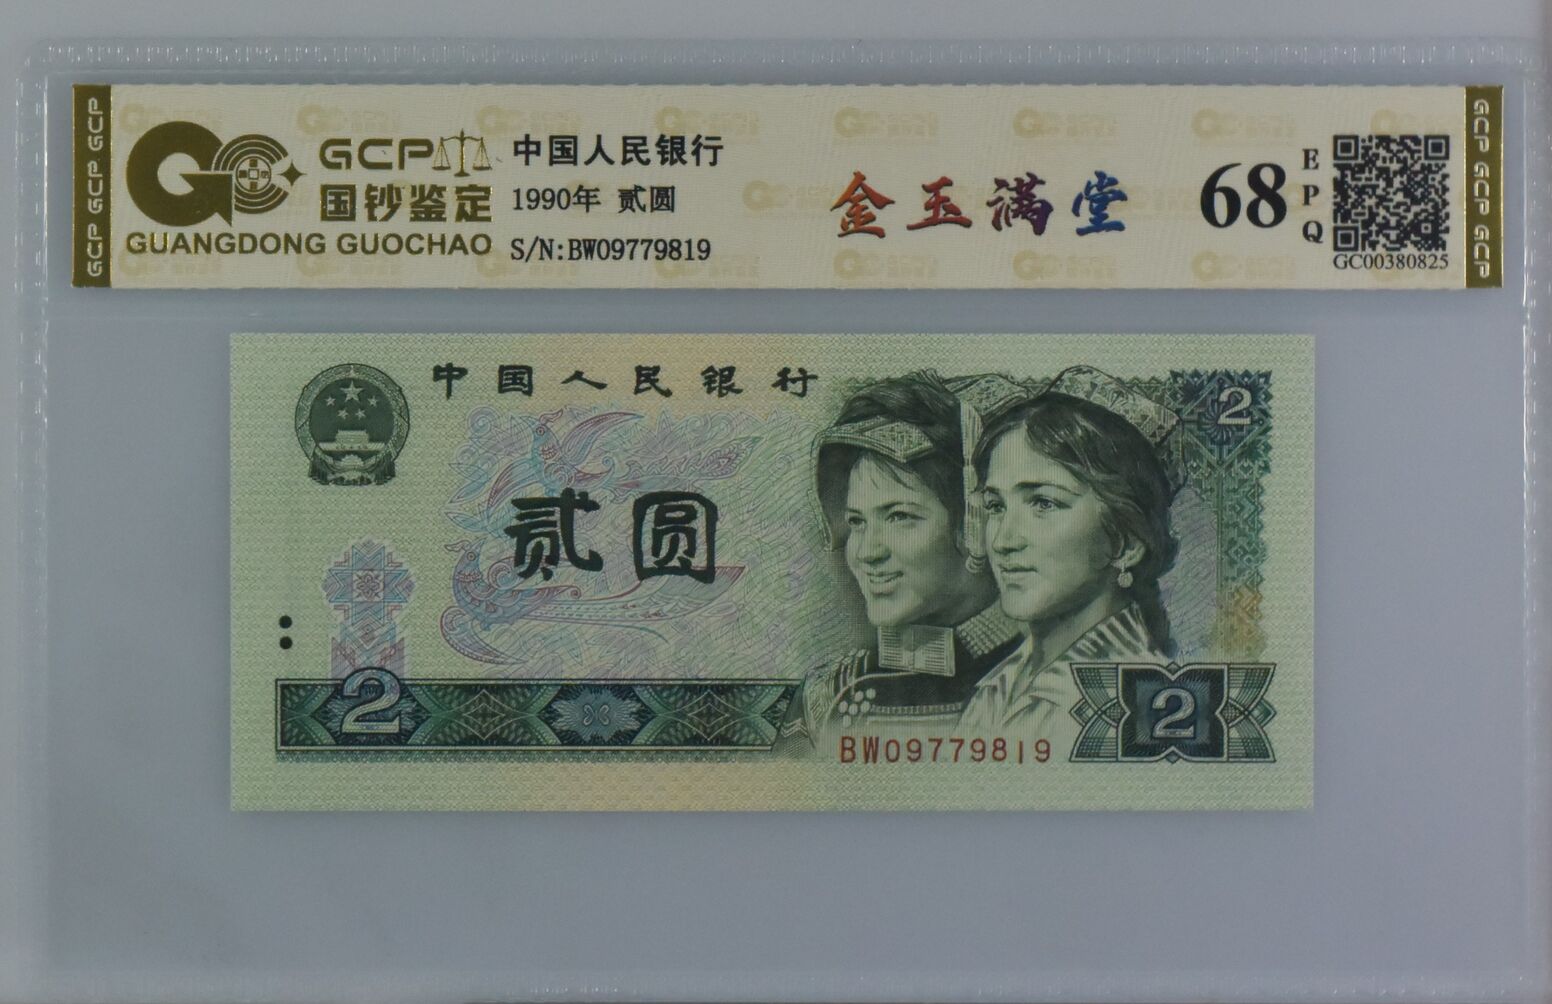 GCP GCP GCP
GCP
国钞鉴定
GUANGDONG GUOCHAO
中国人民银行
1990年 贰圆
S/N:BW09779819
金玉满堂
68
EPQ
GC00380825
GCP GCP GCP
中国人民银行
2
贰圆
2
2
BW09779819